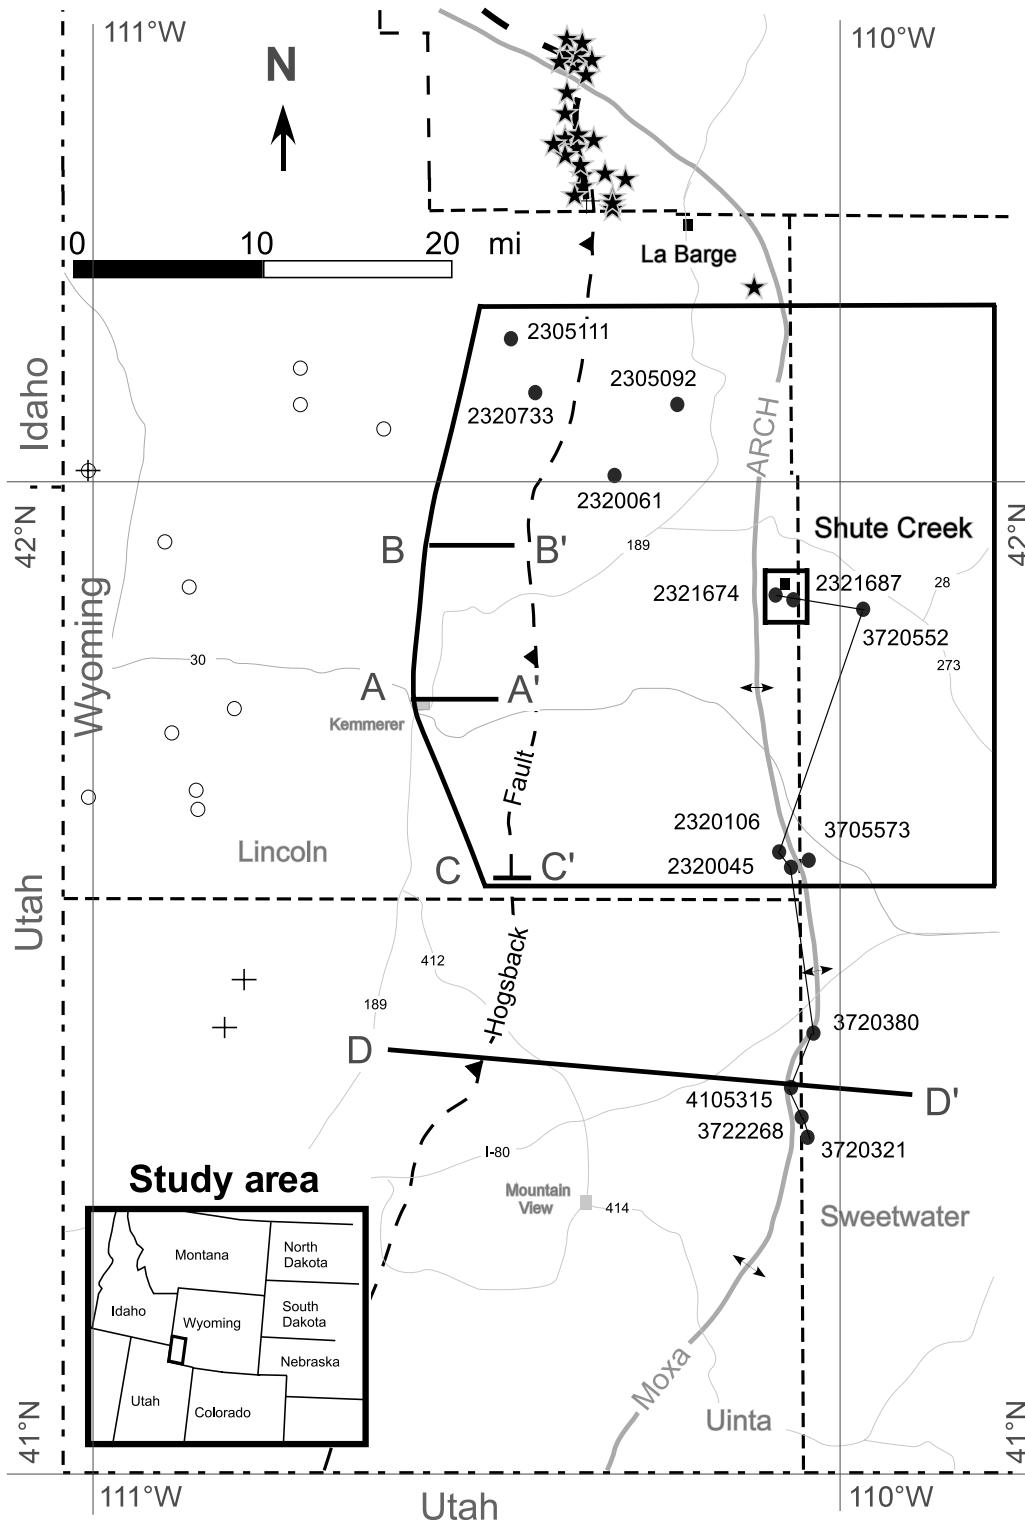 111°W
110°W
N
0
10
20
mi
La Barge
2305111
2305092
2320733
2320061
ARCH
Idaho
42°N
42°N
Shute Creek
B
B'
189
2321674
2321687
28
3720552
273
Wyoming
30
A
A'
Kemmerer
Fault
2320106
3705573
2320045
Lincoln
C
C'
Utah
412
189
Hogsback
3720380
D
D'
4105315
3722268
3720321
I-80
Study area
Mountain
View
414
Sweetwater
Montana
North
Dakota
Idaho
Wyoming
South
Dakota
Nebraska
Utah
Colorado
Moxa
Uinta
41°N
41°N
111°W
110°W
Utah